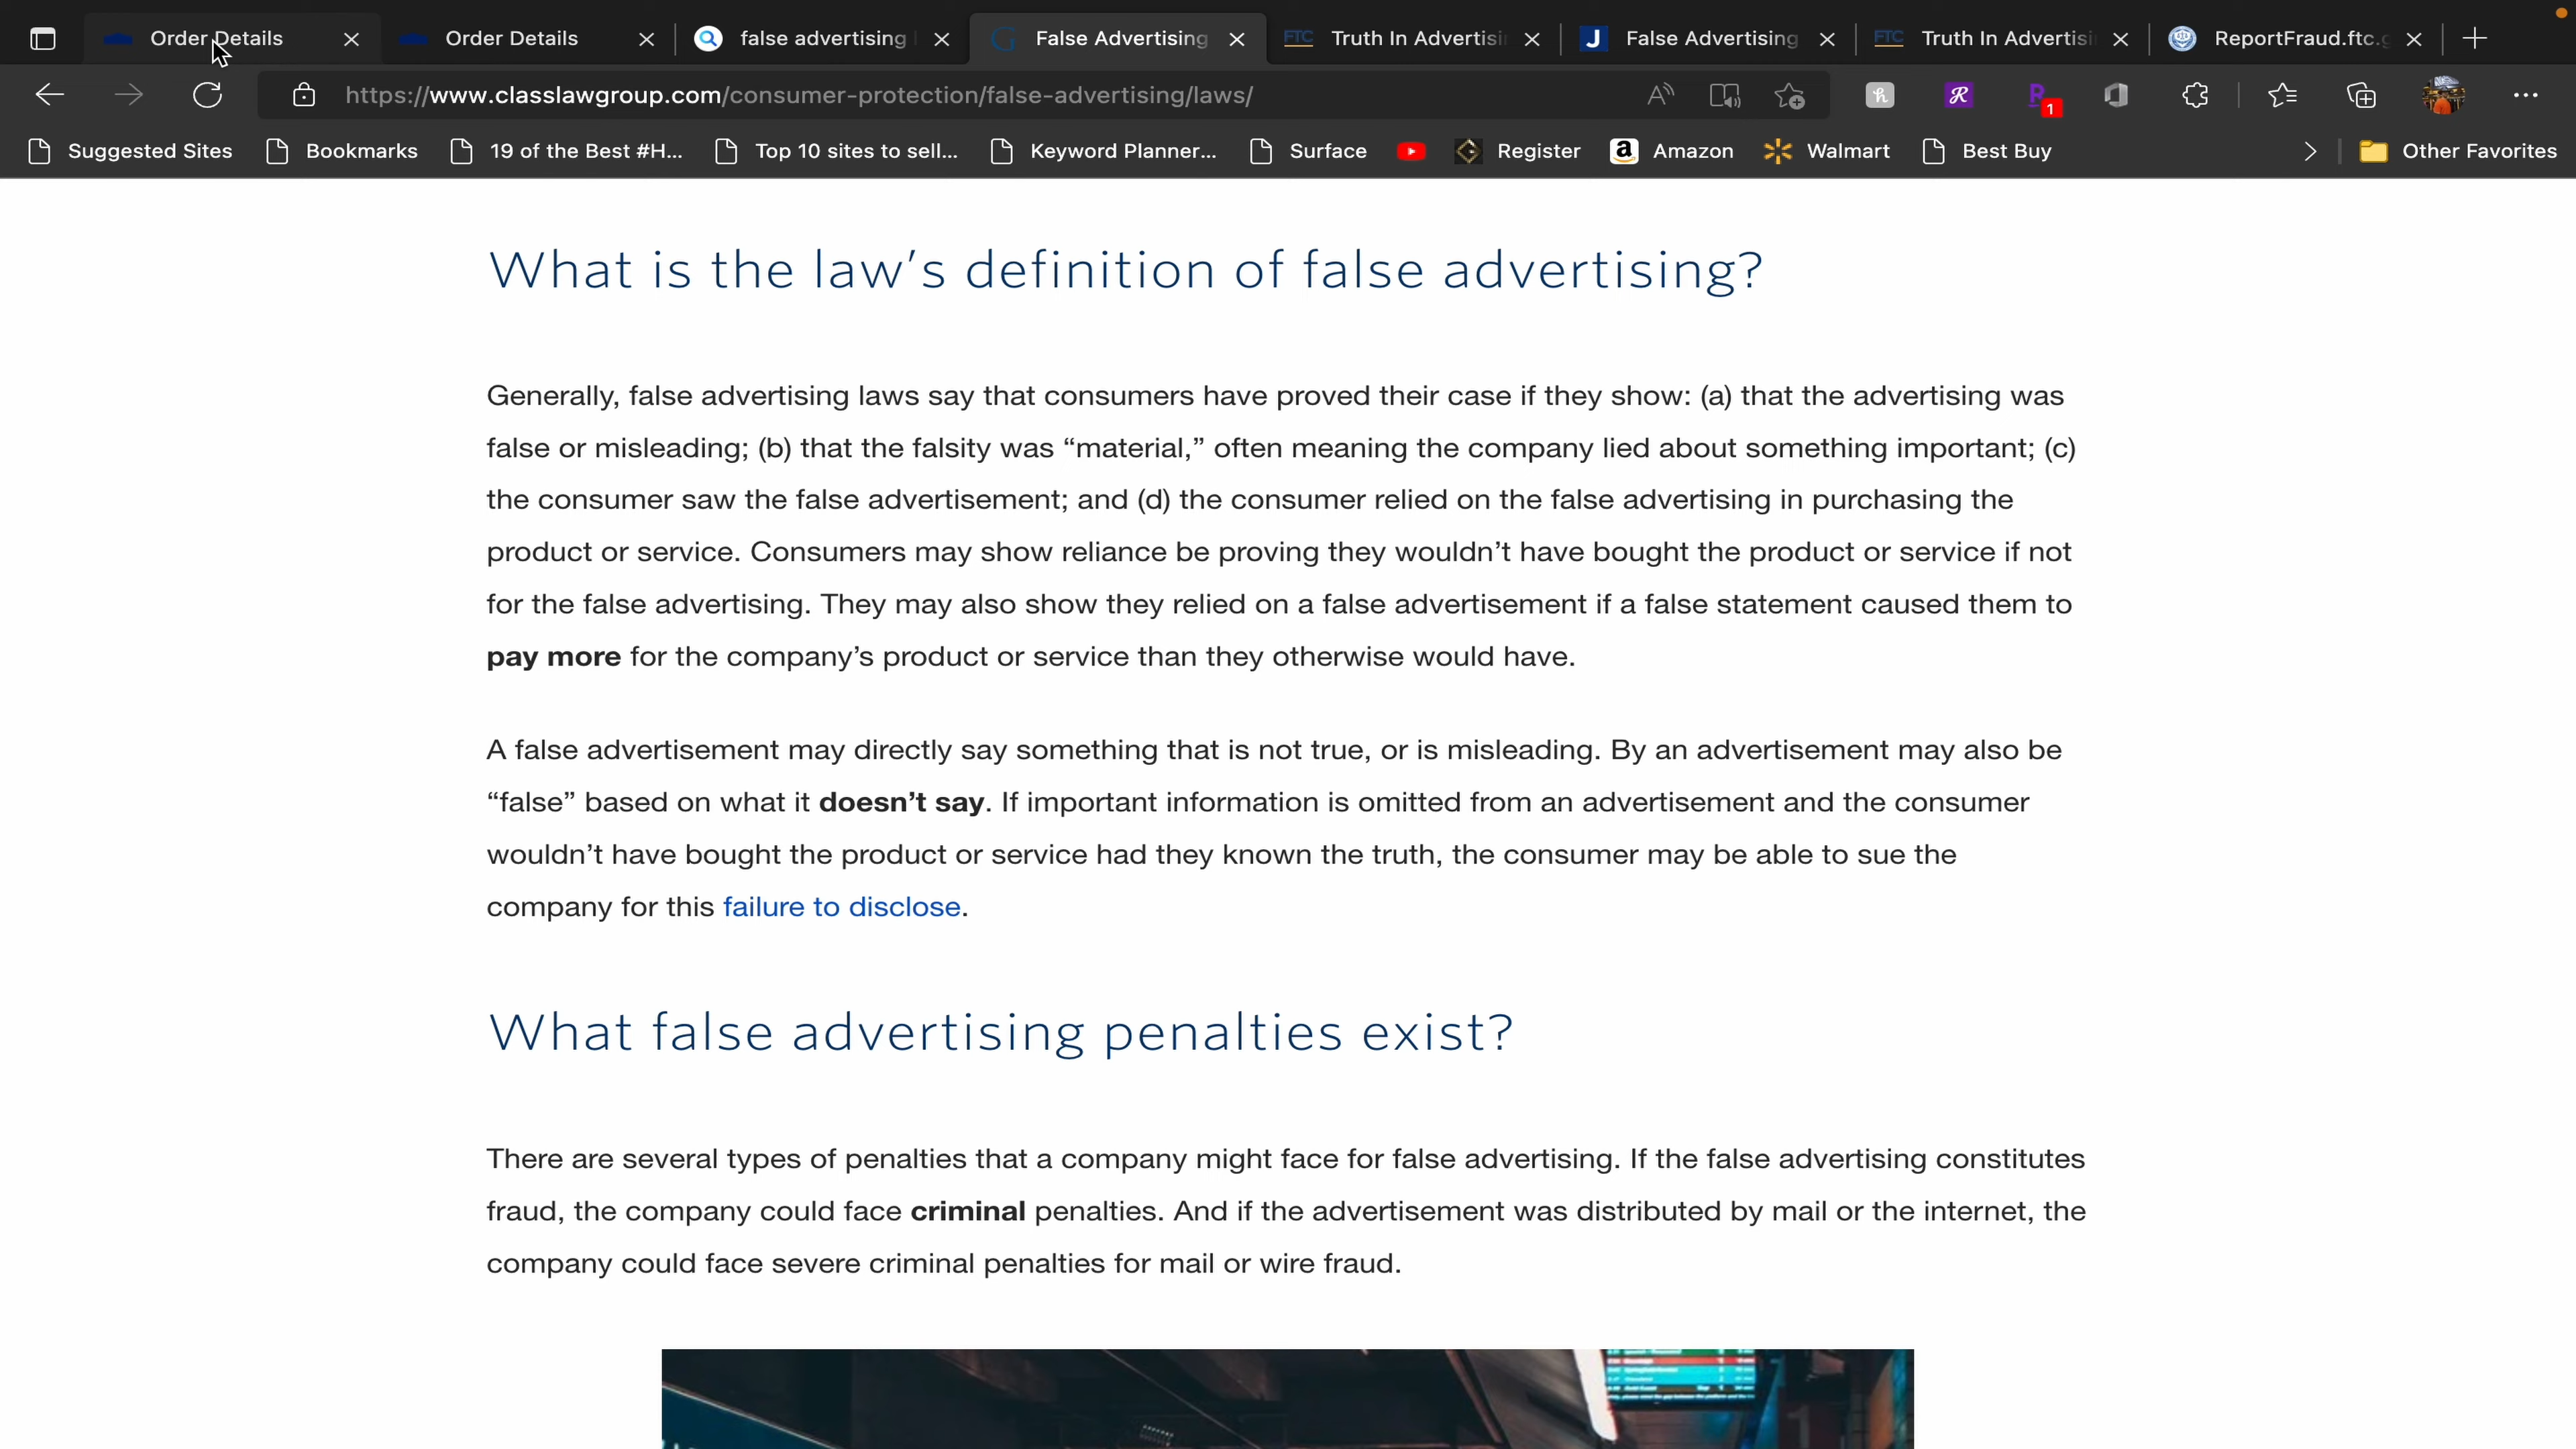 Order Details
Order Details
false advertising
False Advertising
FTC
Truth In Advertisi
J
False Advertising
FTC
Truth In Advertisi
ReportFraud.ftc.g
https://www.classlawgroup.com/consumer-protection/false-advertising/laws/
1
Suggested Sites
Bookmarks
19 of the Best #H...
Top 10 sites to sell...
Keyword Planner...
Surface
Register
a
Amazon
Walmart
Best Buy
Other Favorites
What is the law’s definition of false advertising?
Generally, false advertising laws say that consumers have proved their case if they show: (a) that the advertising was
false or misleading; (b) that the falsity was “material,” often meaning the company lied about something important; (c)
the consumer saw the false advertisement; and (d) the consumer relied on the false advertising in purchasing the
product or service. Consumers may show reliance be proving they wouldn’t have bought the product or service if not
for the false advertising. They may also show they relied on a false advertisement if a false statement caused them to
pay more for the company’s product or service than they otherwise would have.
A false advertisement may directly say something that is not true, or is misleading. By an advertisement may also be
“false” based on what it doesn’t say. If important information is omitted from an advertisement and the consumer
wouldn’t have bought the product or service had they known the truth, the consumer may be able to sue the
company for this failure to disclose.
What false advertising penalties exist?
There are several types of penalties that a company might face for false advertising. If the false advertising constitutes
fraud, the company could face criminal penalties. And if the advertisement was distributed by mail or the internet, the
company could face severe criminal penalties for mail or wire fraud.